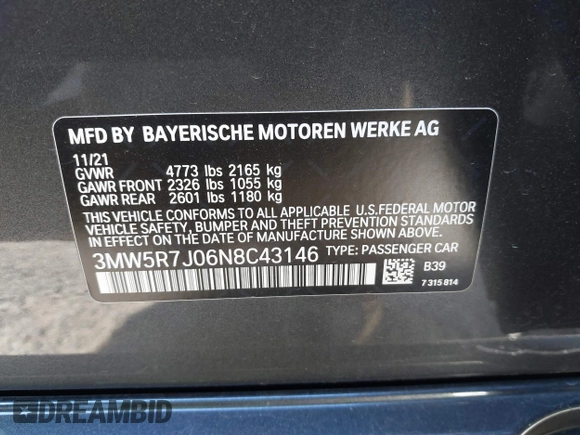 MFD BY BAYERISCHE MOTOREN WERKE AG
11/21
GVWR 4773 lbs 2165 kg
GAWR FRONT 2326 lbs 1055 kg
GAWR REAR 2601 lbs 1180 kg
THIS VEHICLE CONFORMS TO ALL APPLICABLE U.S.FEDERAL MOTOR
VEHICLE SAFETY, BUMPER AND THEFT PREVENTION STANDARDS
IN EFFECT ON THE DATE OF MANUFACTURE SHOWN ABOVE.
3MW5R7J06N8C43146 TYPE: PASSENGER CAR
B39
7 315 814
DREAMBID